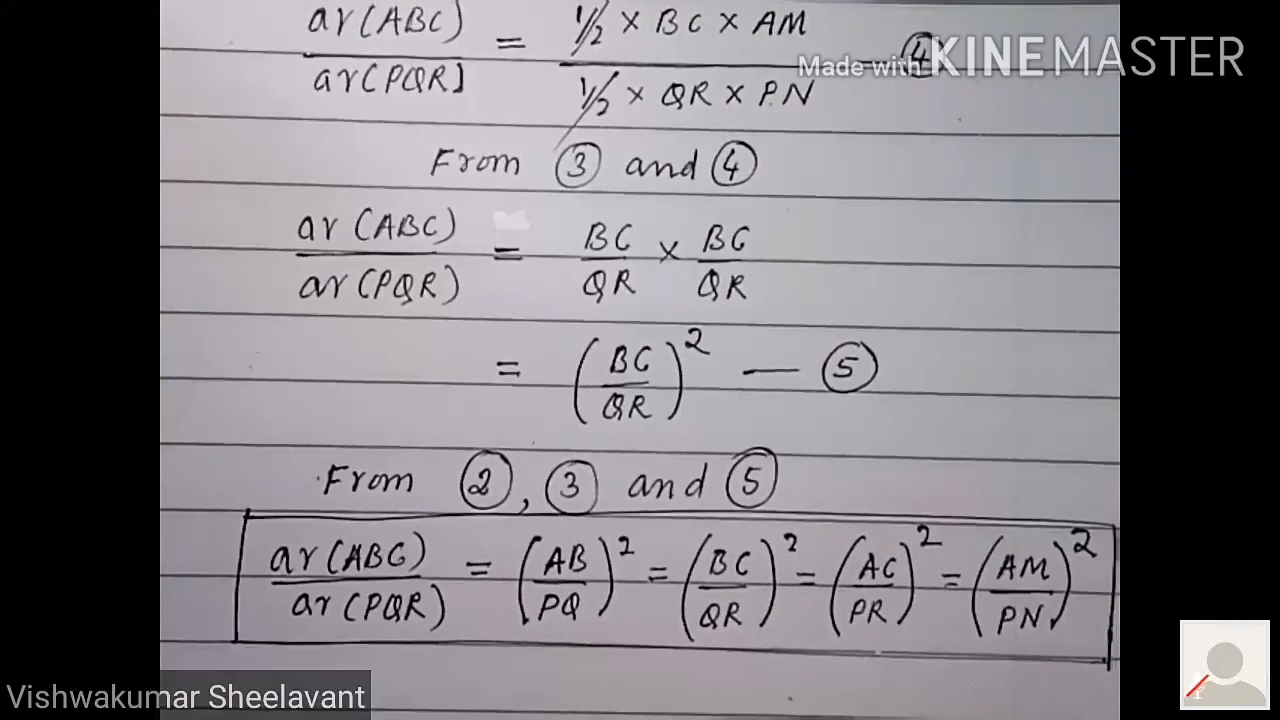 ar(ABC)/ar(PQR) = 1/2 × BC × AM / 1/2 × QR × PN — ④
Made with KINEMASTER
From ③ and ④
ar(ABC)/ar(PQR) = BC/QR × BC/QR
= (BC/QR)² — ⑤
From ②, ③ and ⑤
ar(ABC)/ar(PQR) = (AB/PQ)² = (BC/QR)² = (AC/PR)² = (AM/PN)²
Vishwakumar Sheelavant